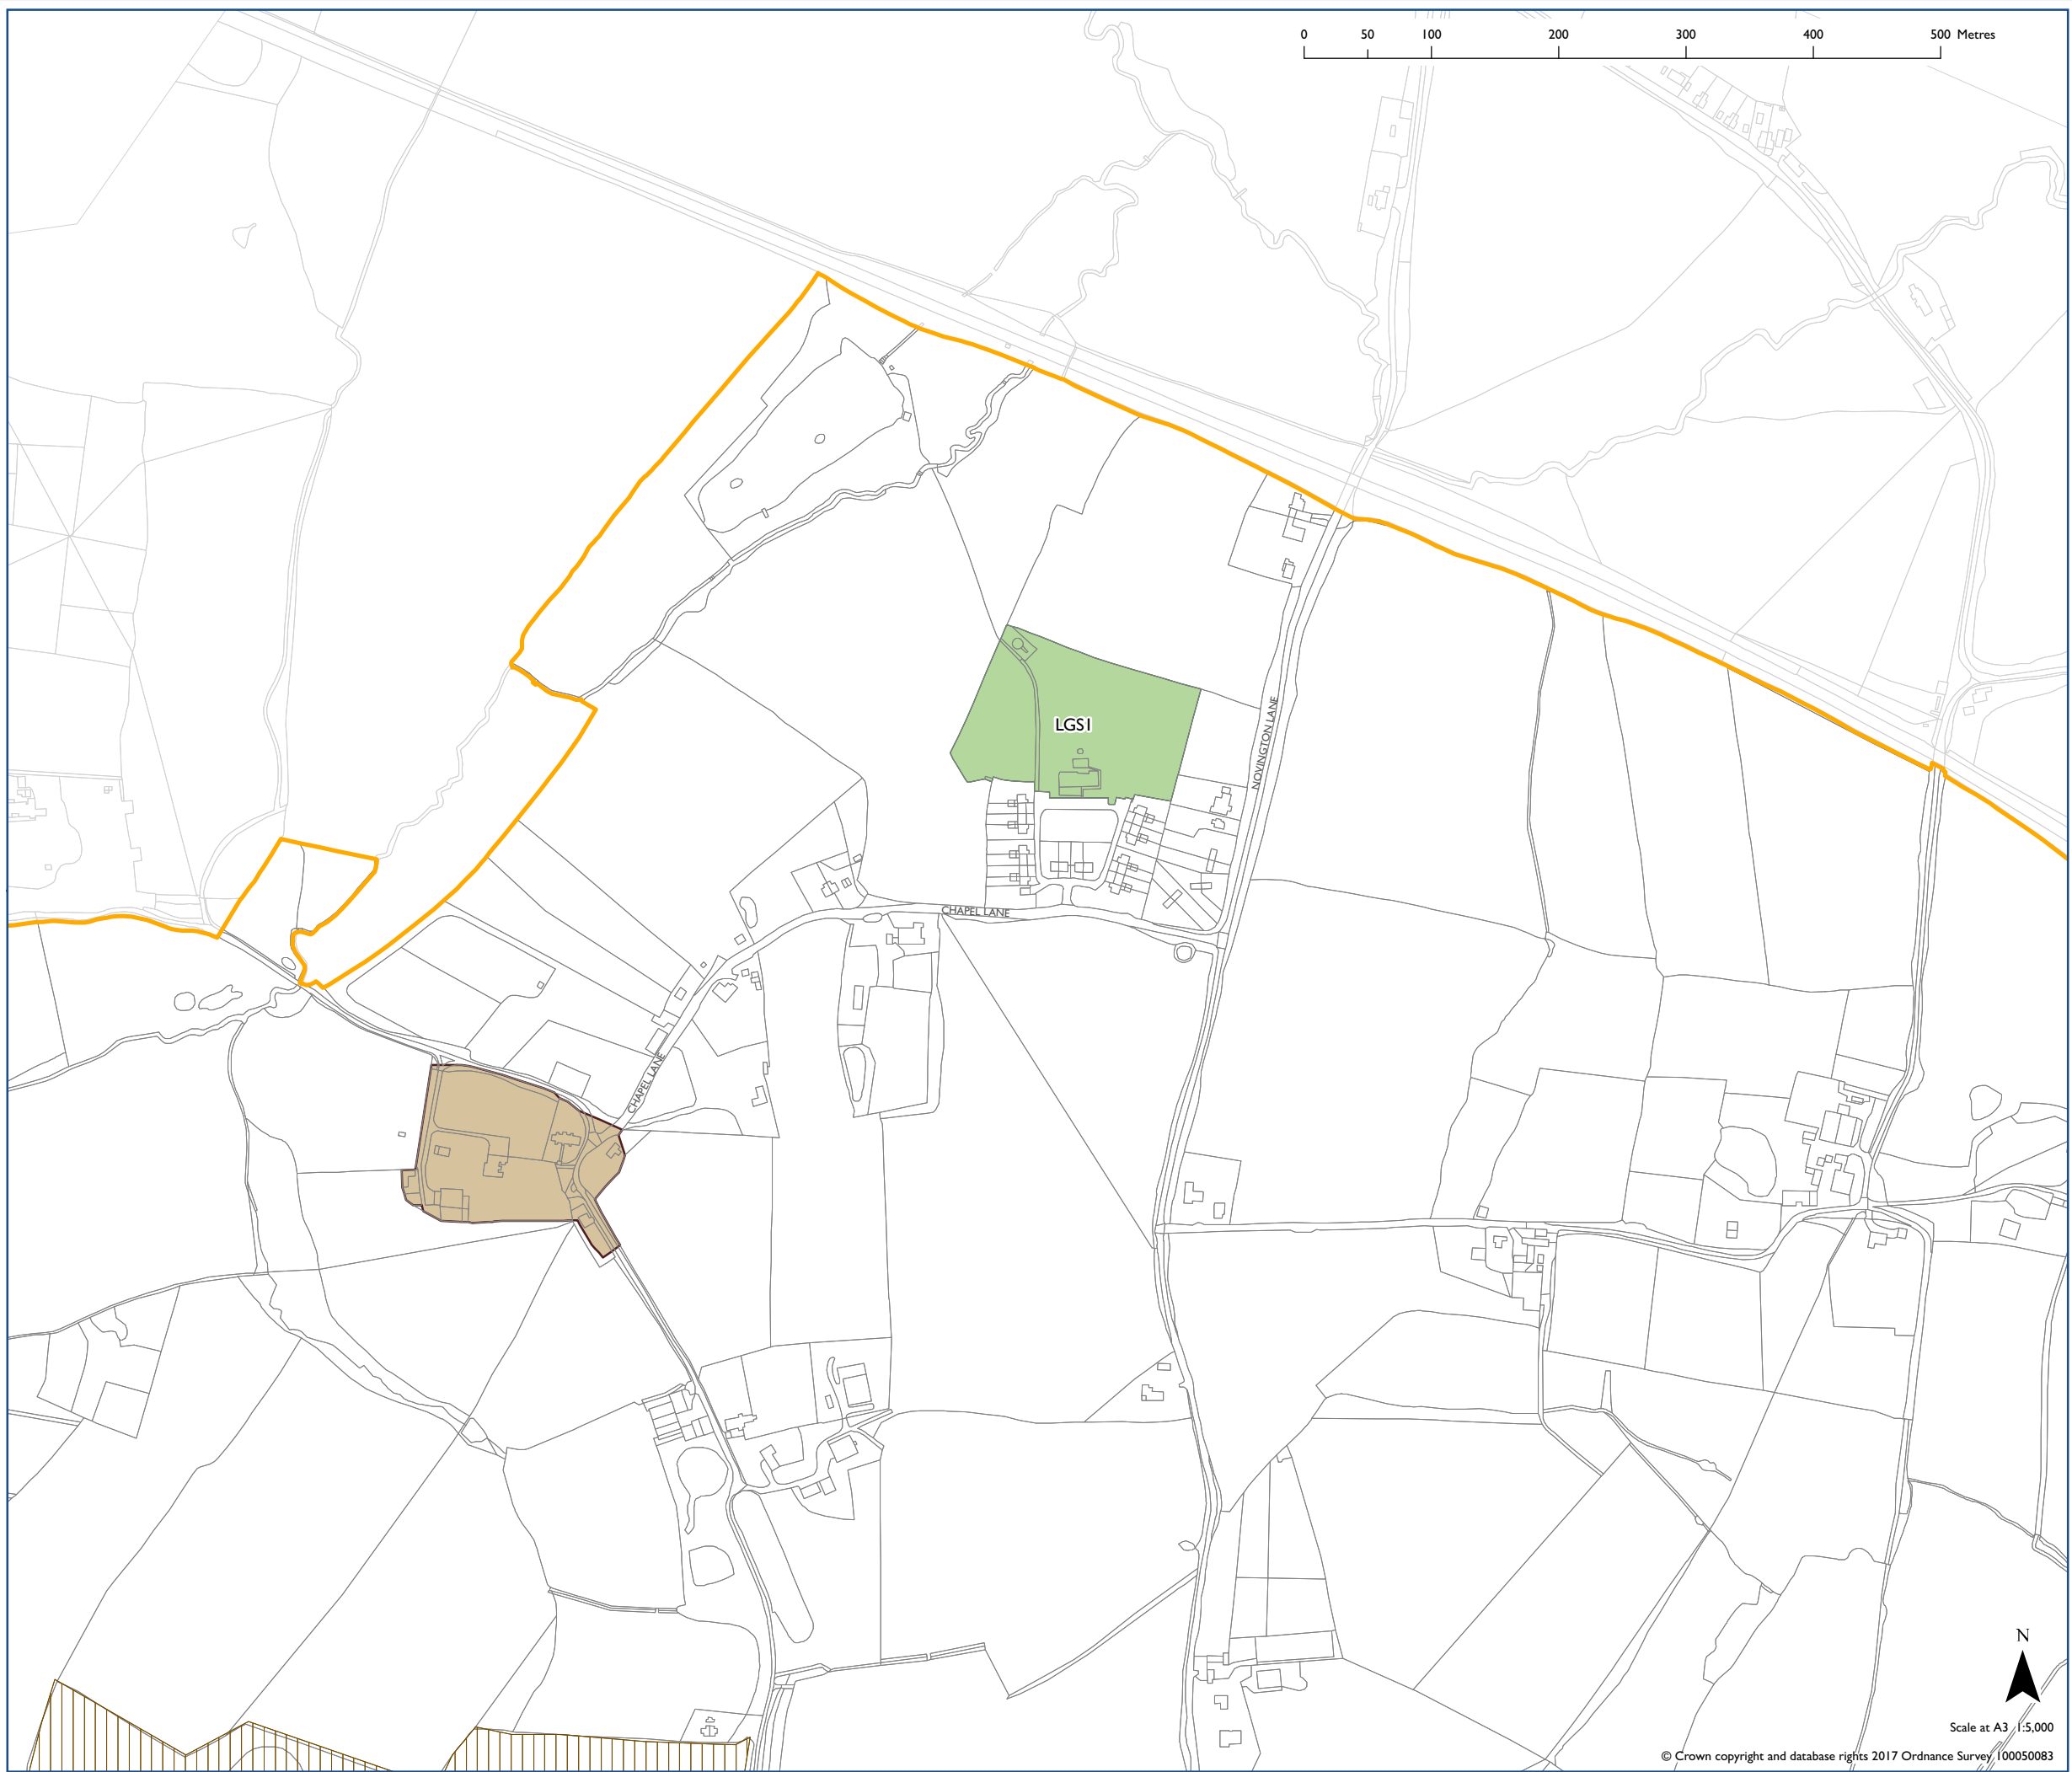 0 50 100 200 300 400 500 Metres
LGS1
NOVINGTON LANE
CHAPEL LANE
CHAPEL LANE
N
Scale at A3 1:5,000
© Crown copyright and database rights 2017 Ordnance Survey 100050083